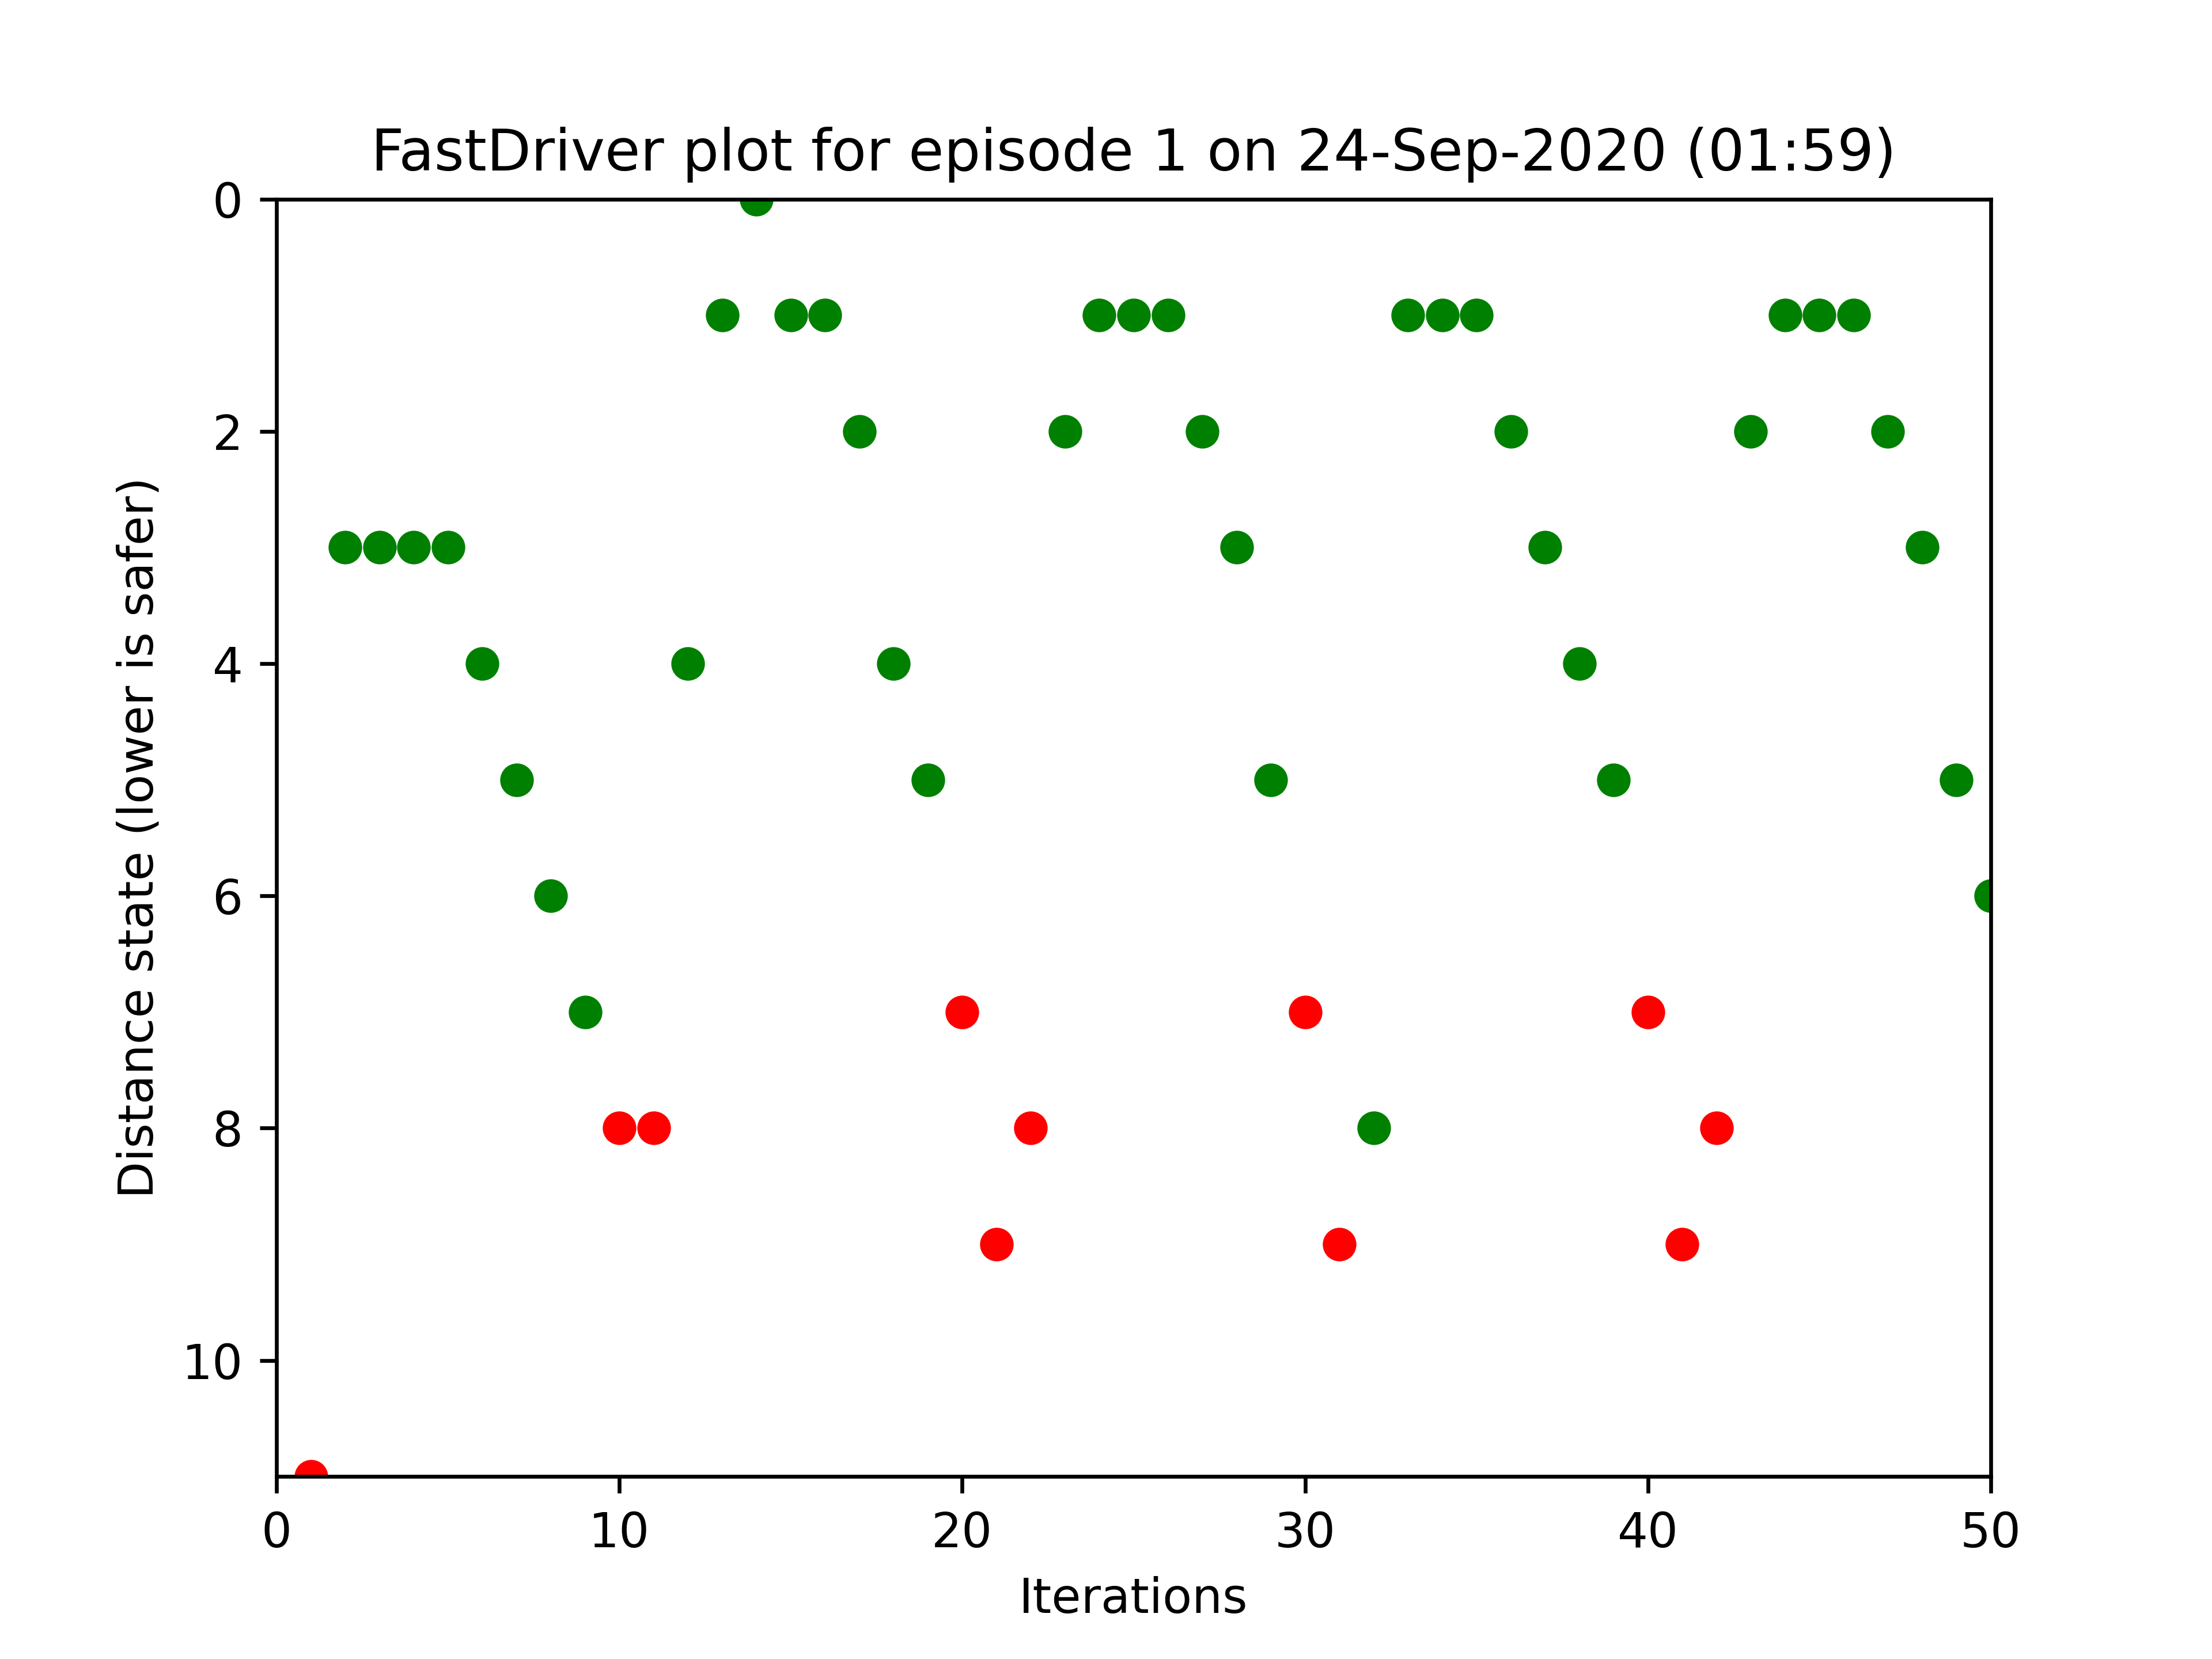 FastDriver plot for episode 1 on 24-Sep-2020 (01:59)
Distance state (lower is safer)
0
2
4
6
8
10
0 10 20 30 40 50
Iterations